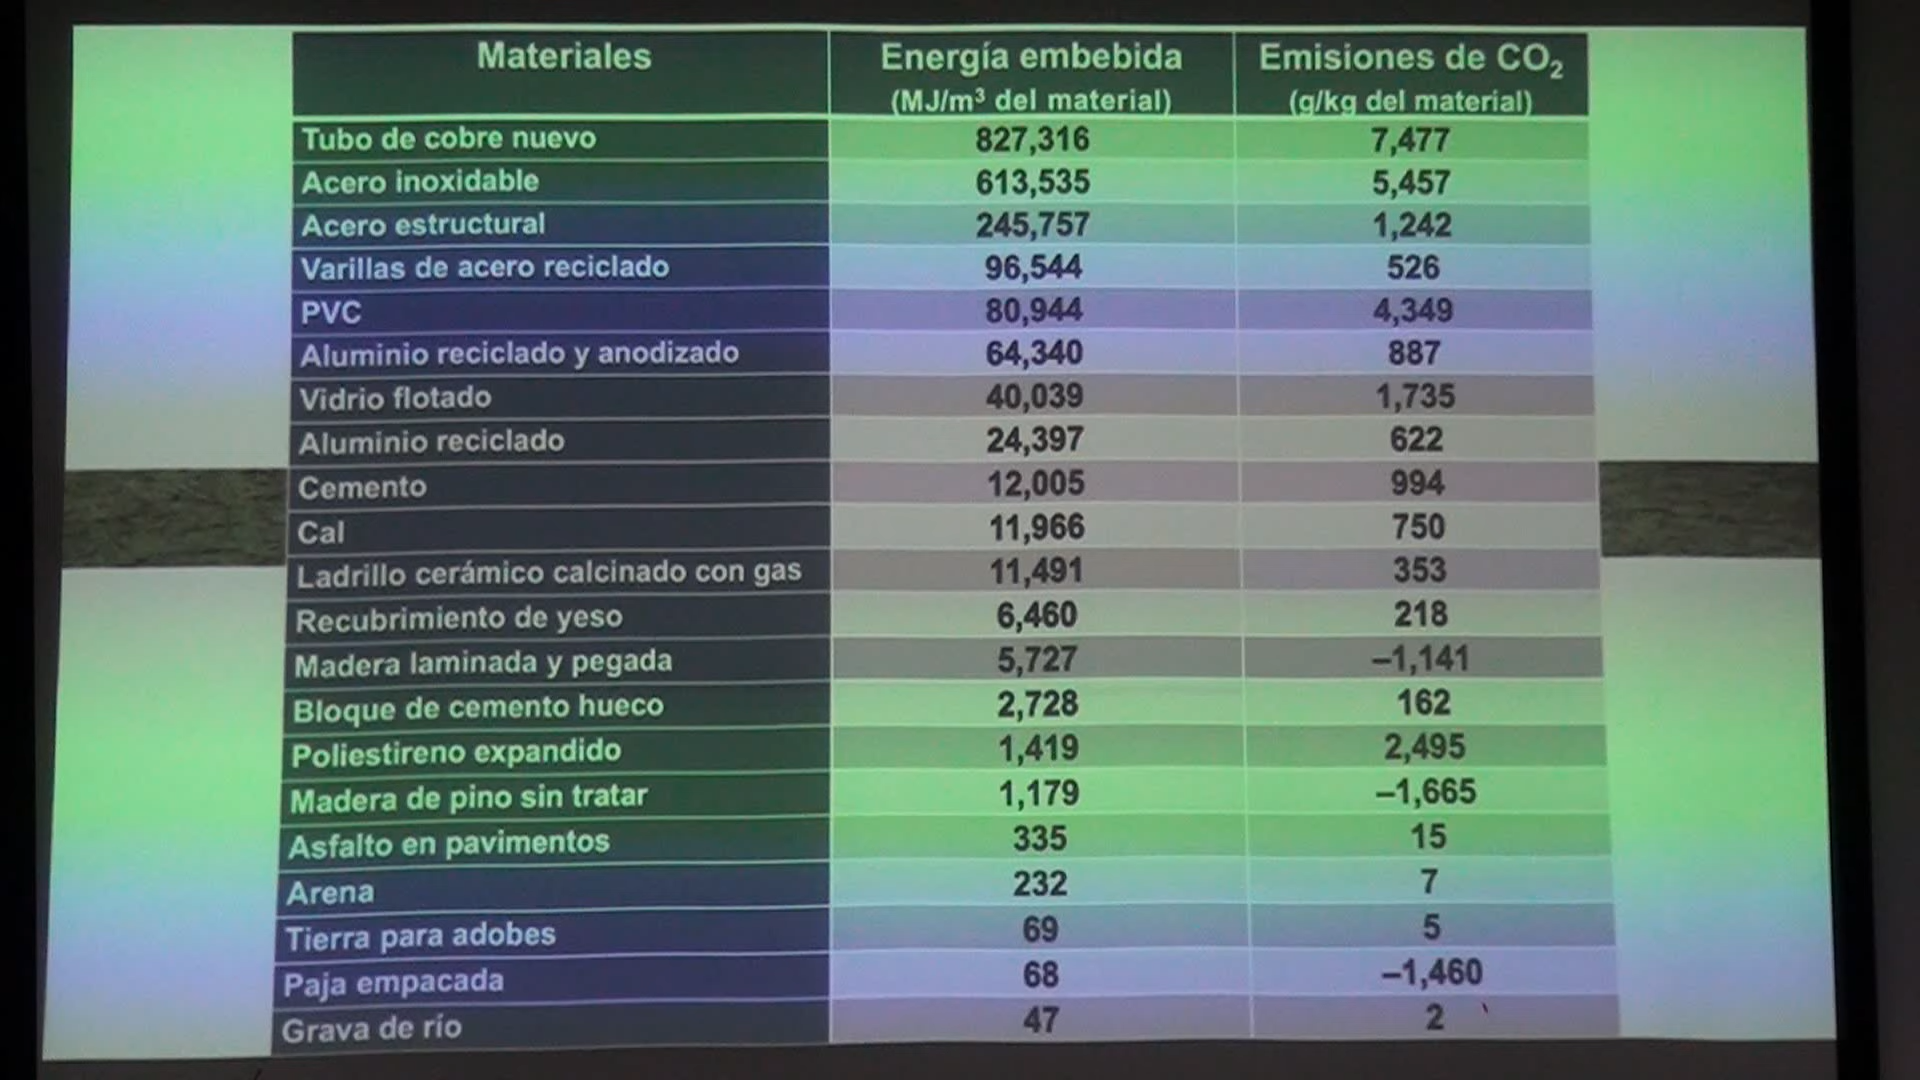 Materiales Energía embebida Emisiones de CO₂
(MJ/m³ del material) (g/kg del material)
Tubo de cobre nuevo 827,316 7,477
Acero inoxidable 613,535 5,457
Acero estructural 245,757 1,242
Varillas de acero reciclado 96,544 526
PVC 80,944 4,349
Aluminio reciclado y anodizado 64,340 887
Vidrio flotado 40,039 1,735
Aluminio reciclado 24,397 622
Cemento 12,005 994
Cal 11,966 750
Ladrillo cerámico calcinado con gas 11,491 353
Recubrimiento de yeso 6,460 218
Madera laminada y pegada 5,727 –1,141
Bloque de cemento hueco 2,728 162
Poliestireno expandido 1,419 2,495
Madera de pino sin tratar 1,179 –1,665
Asfalto en pavimentos 335 15
Arena 232 7
Tierra para adobes 69 5
Paja empacada 68 –1,460
Grava de río 47 2